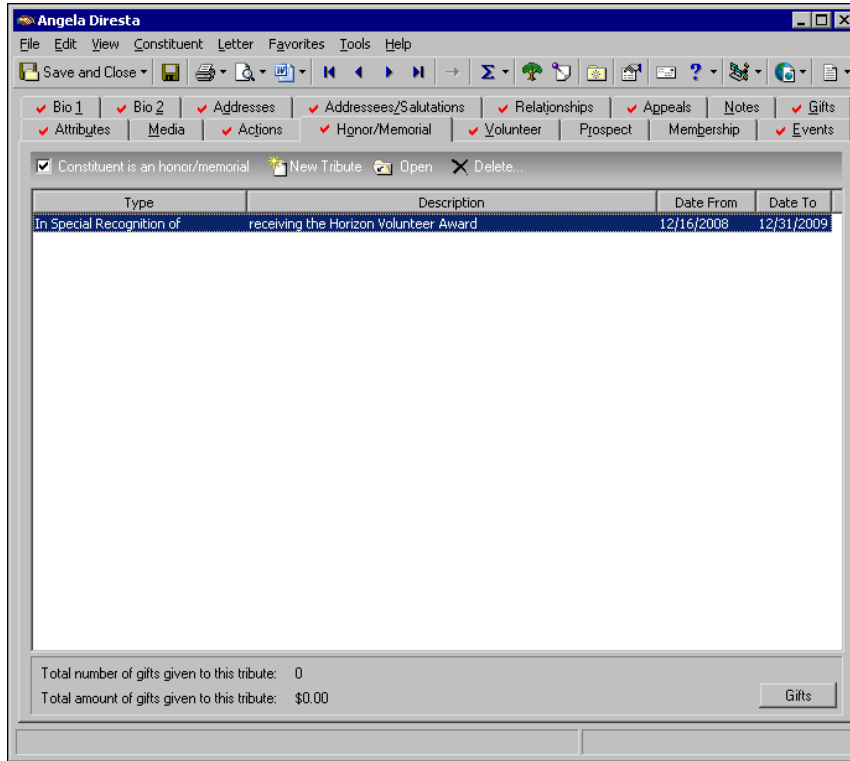 Angela Diresta
File Edit View Constituent Letter Favorites Tools Help
Save and Close
Bio 1 Bio 2 Addresses Addressees/Salutations Relationships Appeals Notes Gifts
Attributes Media Actions Honor/Memorial Volunteer Prospect Membership Events
Constituent is an honor/memorial New Tribute Open Delete...
Type Description Date From Date To
In Special Recognition of receiving the Horizon Volunteer Award 12/16/2008 12/31/2009
Total number of gifts given to this tribute: 0
Total amount of gifts given to this tribute: $0.00
Gifts